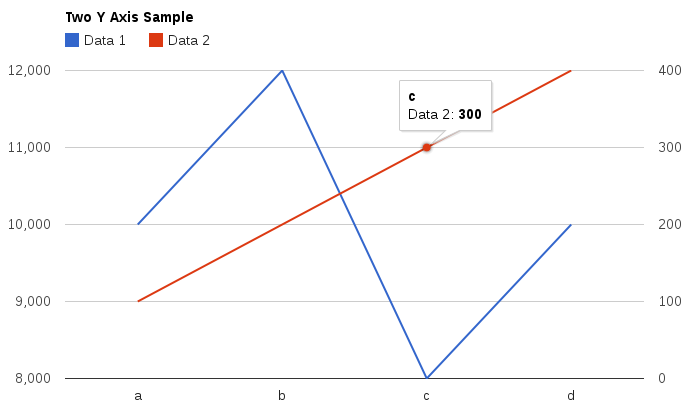 Two Y Axis Sample
Data 1 Data 2
12,000 400
c
Data 2: 300
11,000 300
10,000 200
9,000 100
8,000 0
a b c d